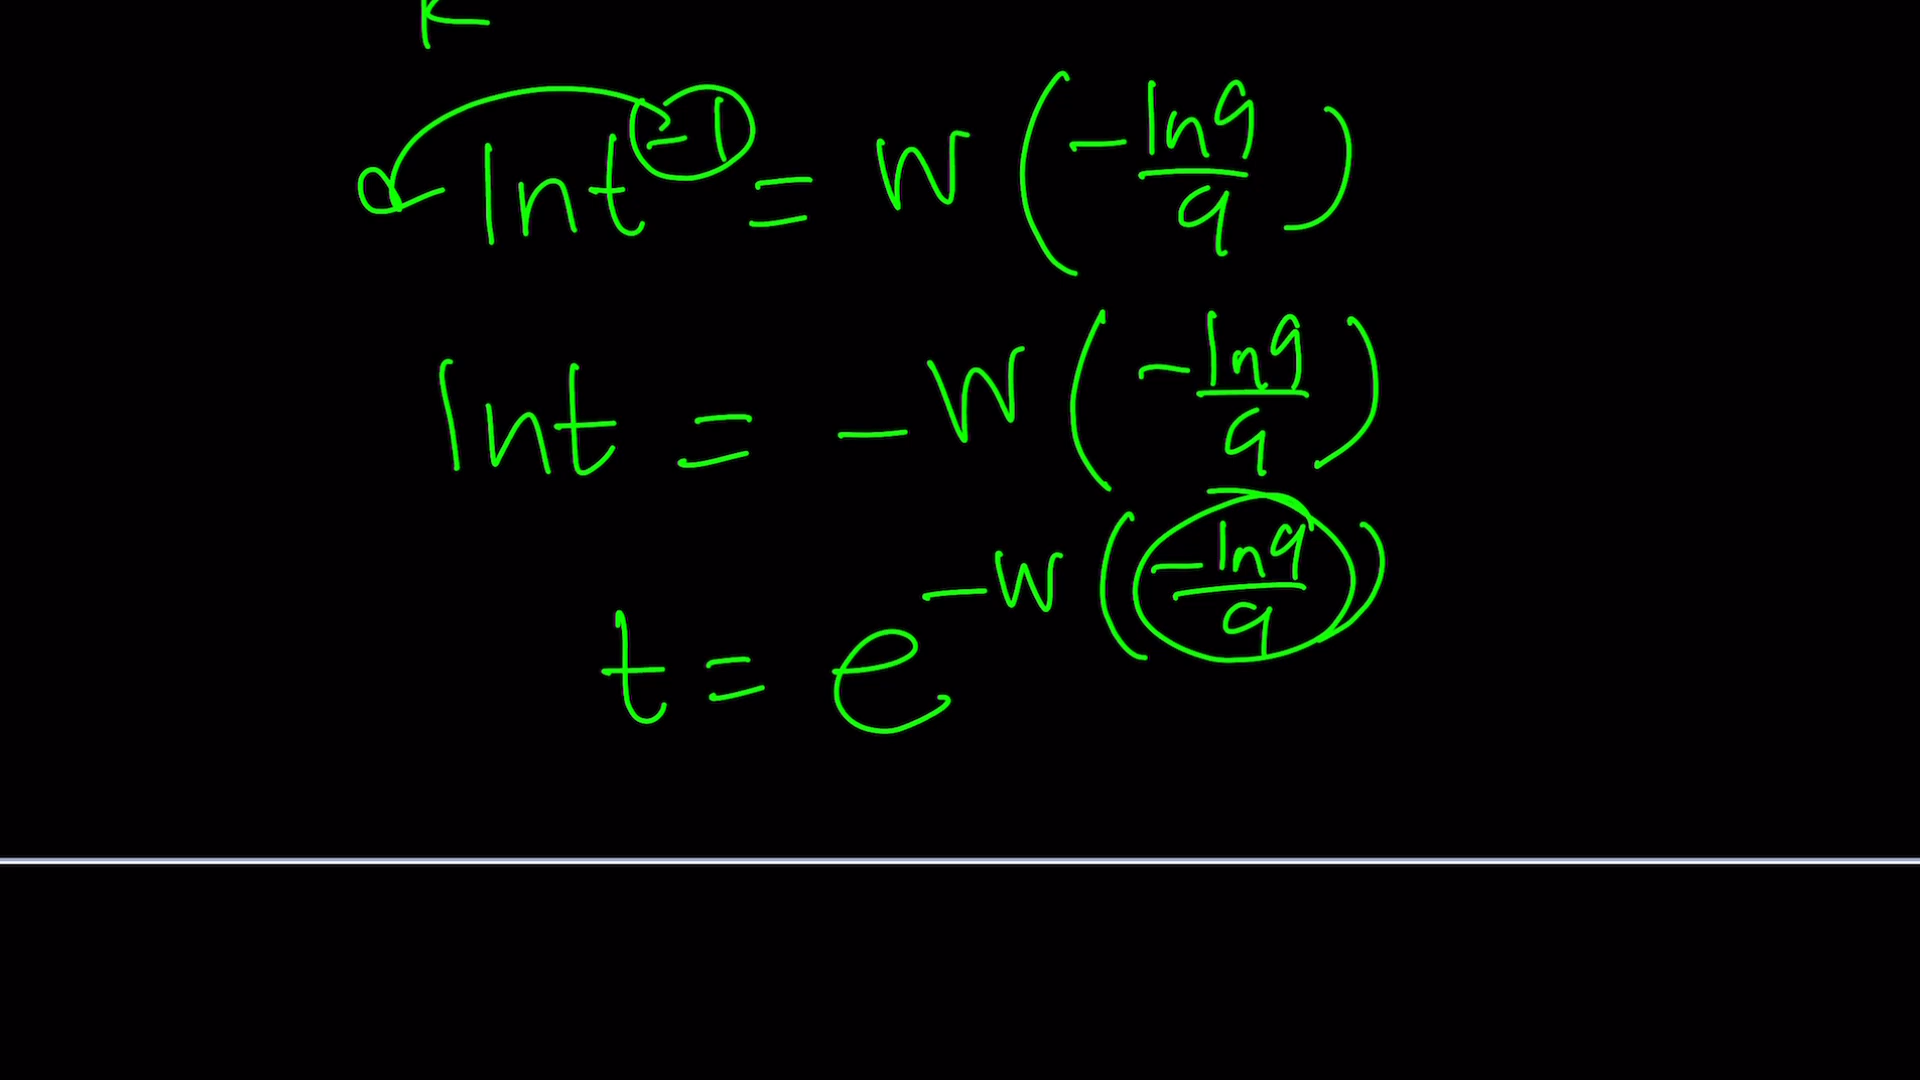 K
ln t^-1 = W(-ln9/9)
ln t = -W(-ln9/9)
t = e^-W(-ln9/9)